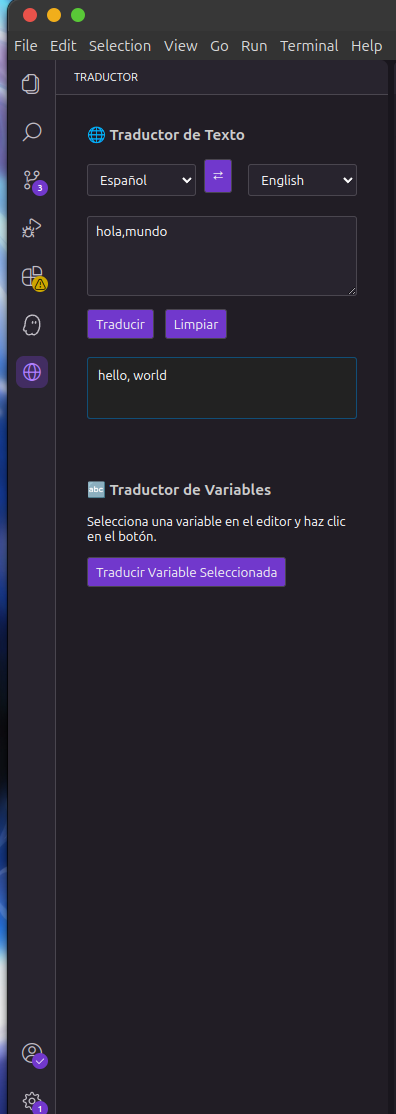 File Edit Selection View Go Run Terminal Help
TRADUCTOR
🌐 Traductor de Texto
Español ⇄ English
hola,mundo
Traducir Limpiar
hello, world
3
abc Traductor de Variables
Selecciona una variable en el editor y haz clic
en el botón.
Traducir Variable Seleccionada
1